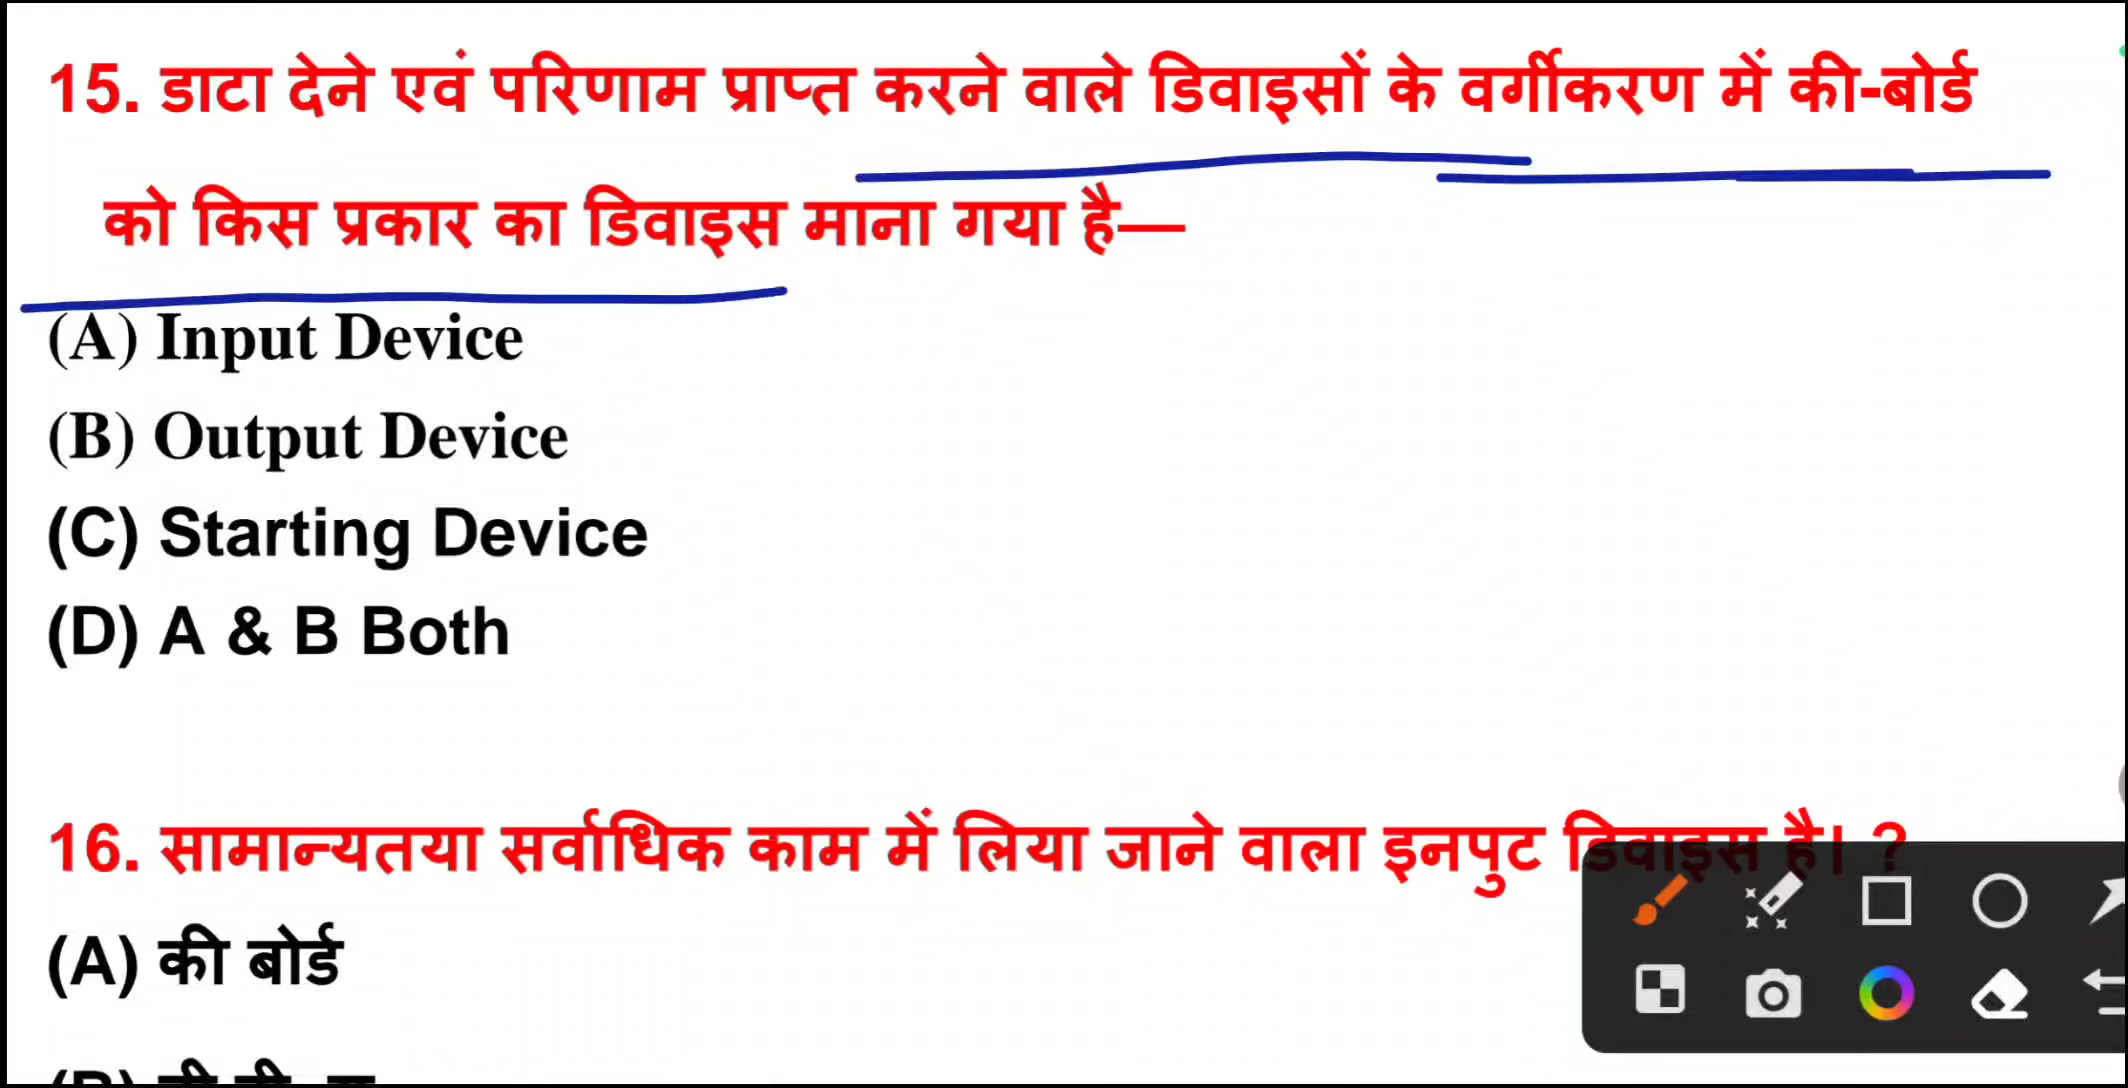 15. डाटा देने एवं परिणाम प्राप्त करने वाले डिवाइसों के वर्गीकरण में की-बोर्ड
को किस प्रकार का डिवाइस माना गया है—
(A) Input Device
(B) Output Device
(C) Starting Device
(D) A & B Both
16. सामान्यतया सर्वाधिक काम में लिया जाने वाला इनपुट डिवाइस है। ?
(A) की बोर्ड